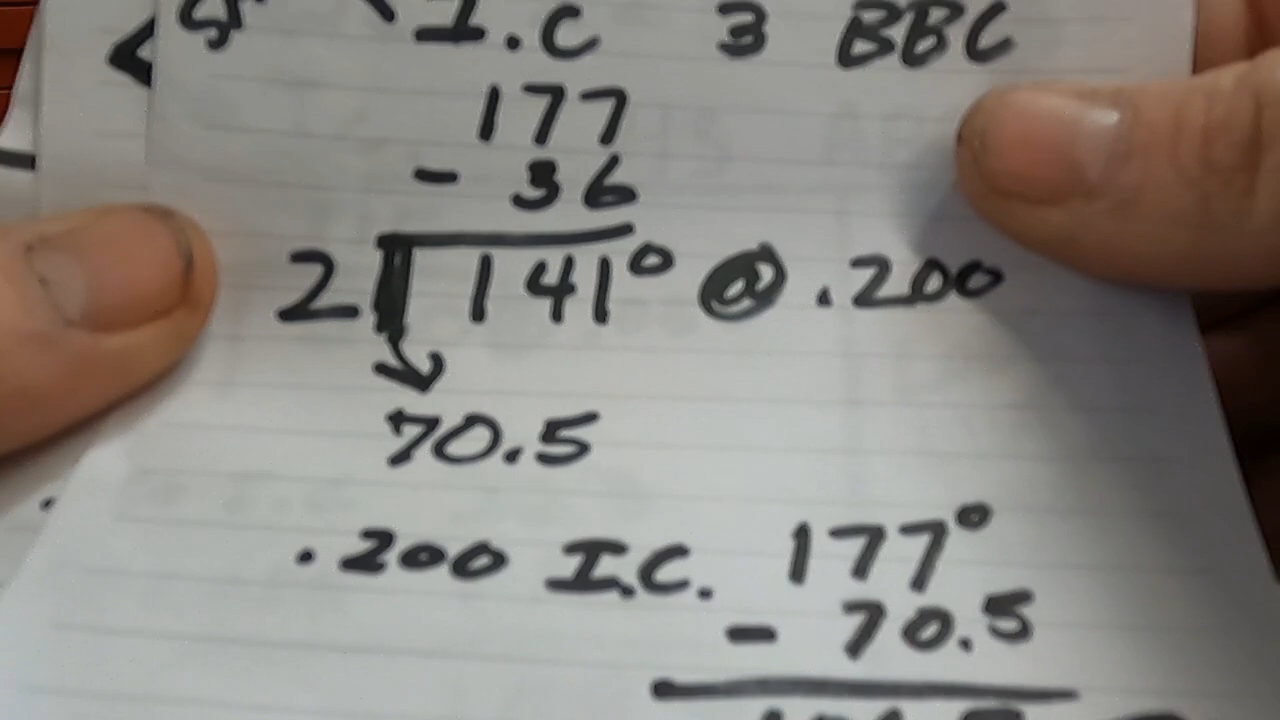 I.C 3 BBC
177
- 36
2 141° @ .200
70.5
.200 I.C. 177°
- 70.5